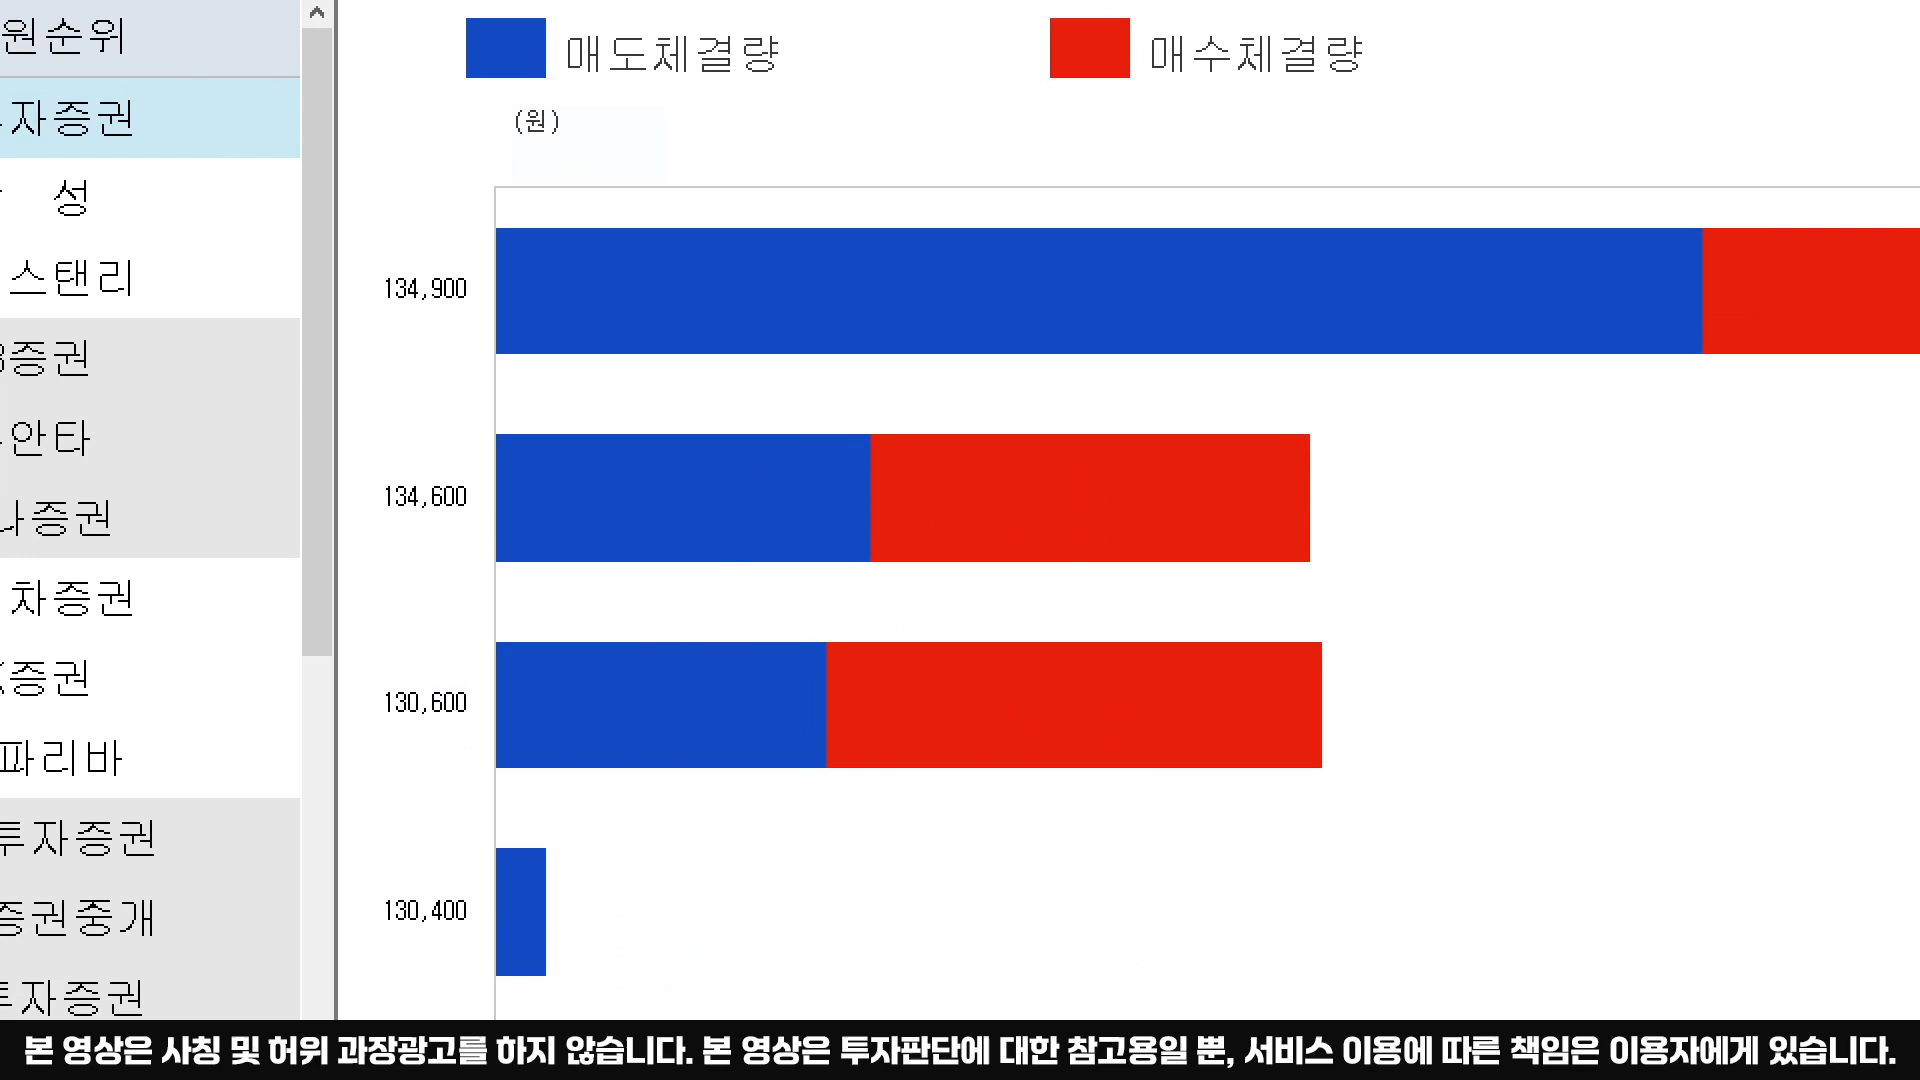 원순위
자증권
성
스탠리
증권
안타
나증권
차증권
증권
파리바
투자증권
증권중개
투자증권
매도체결량 매수체결량
(원)
134,900
134,600
130,600
130,400
본 영상은 사칭 및 허위 과장광고를 하지 않습니다. 본 영상은 투자판단에 대한 참고용일 뿐, 서비스 이용에 따른 책임은 이용자에게 있습니다.